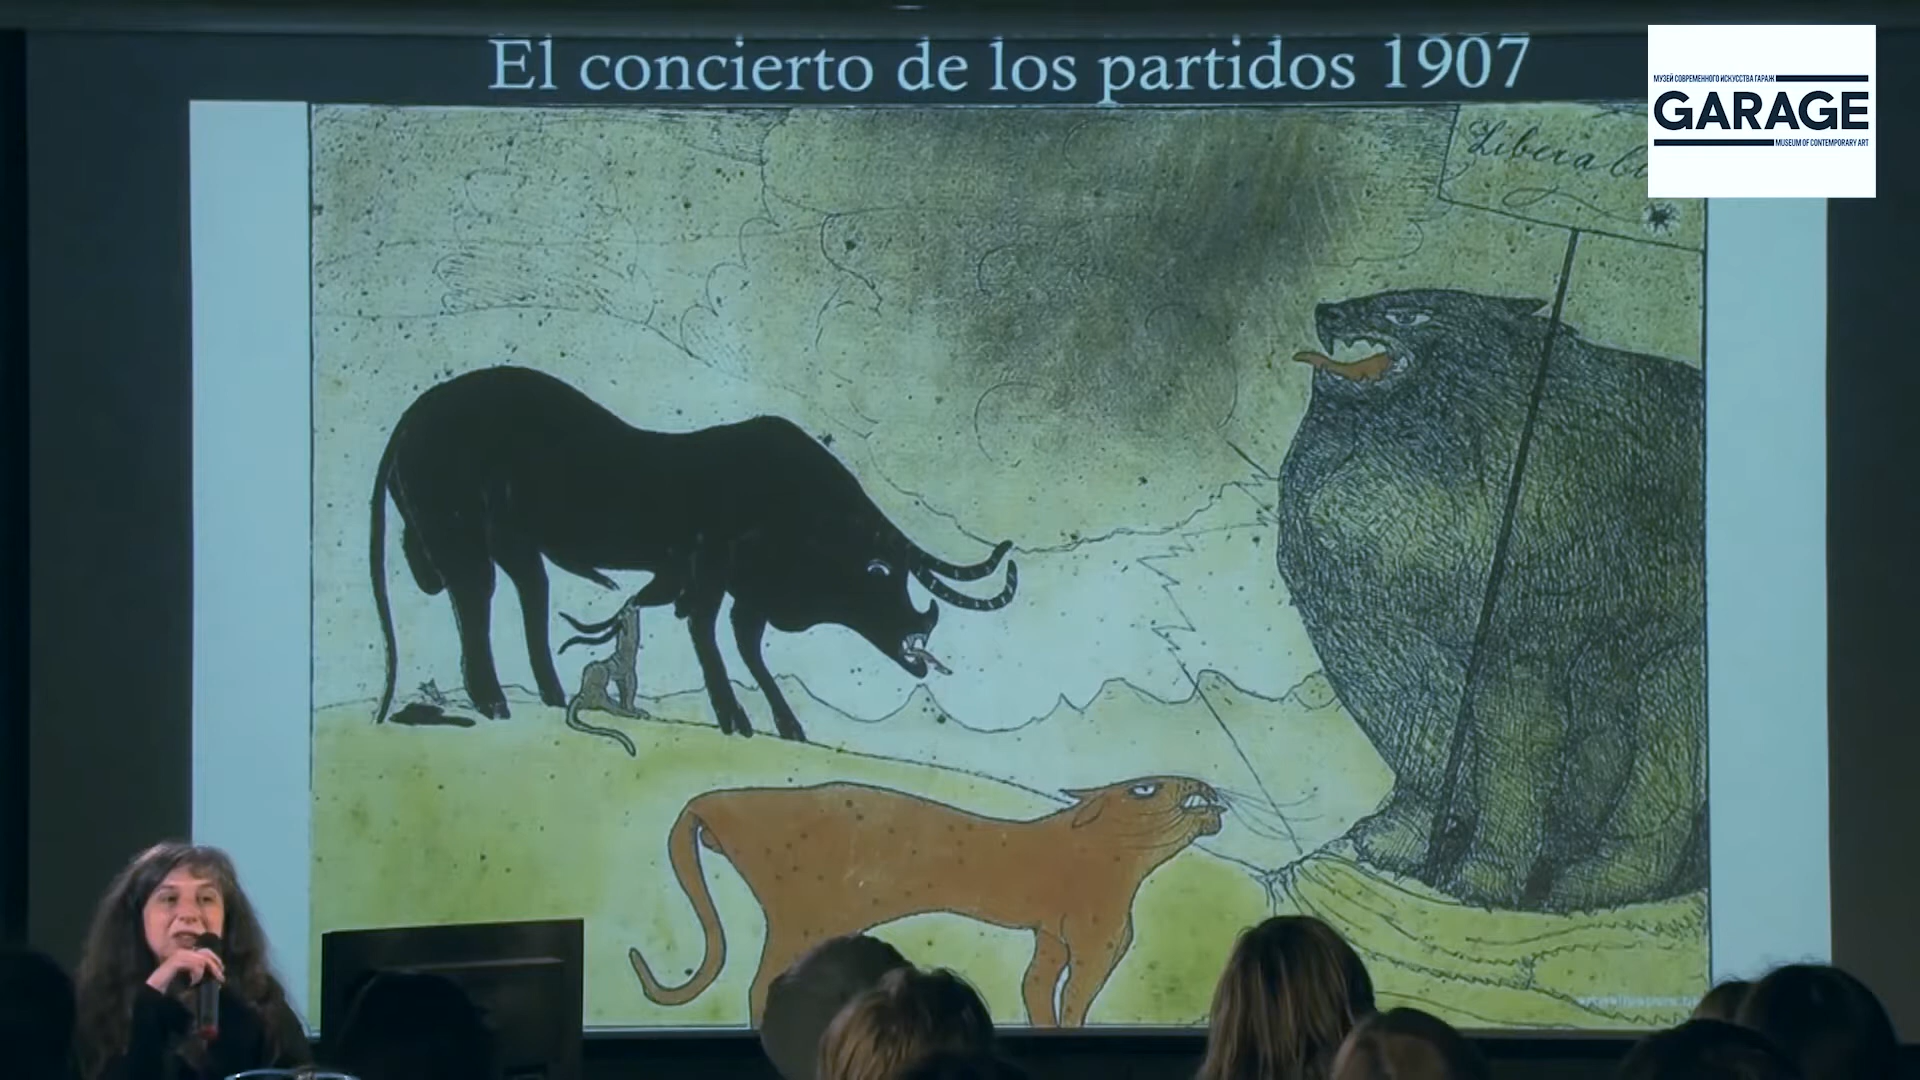 El concierto de los partidos 1907
МУЗЕЙ СОВРЕМЕННОГО ИСКУССТВА ГАРАЖ
GARAGE
MUSEUM OF CONTEMPORARY ART